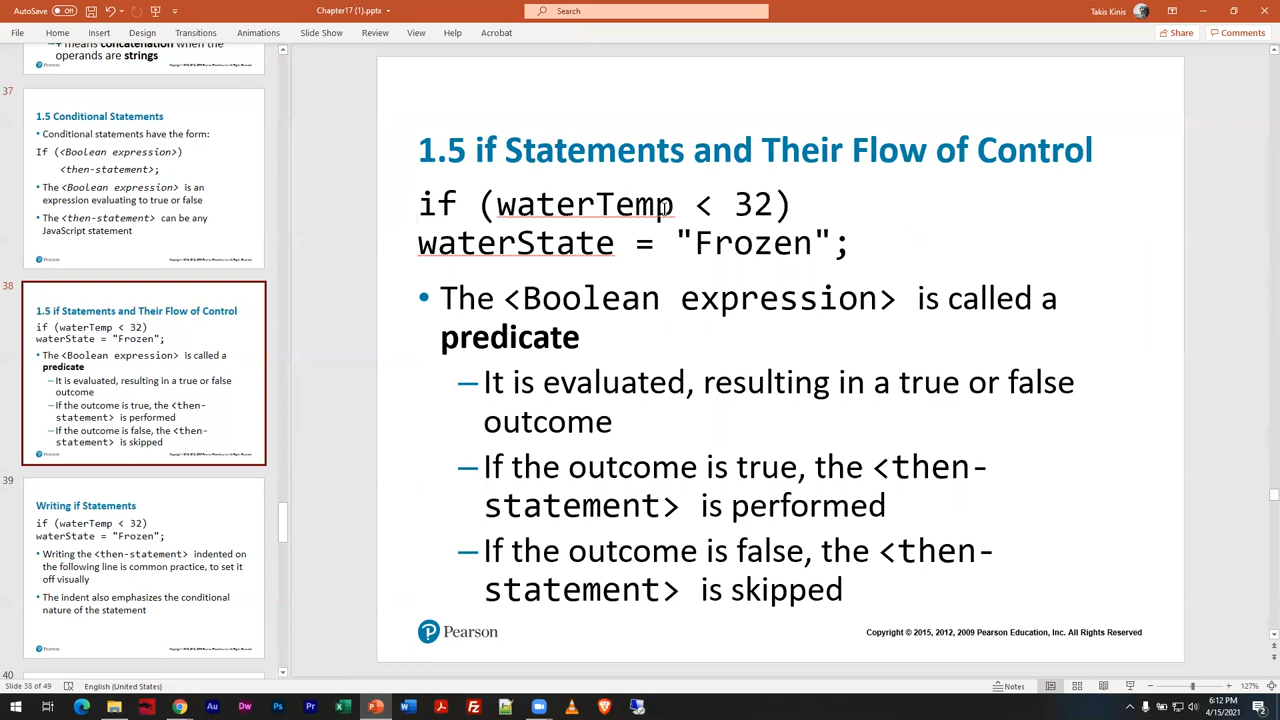 AutoSave
Off
Chapter17 (1).pptx
Search
Takis Kinis
File Home Insert Design Transitions Animations Slide Show Review View Help Acrobat
Share Comments
+ means concatenation when the
operands are strings
Pearson
37
1.5 Conditional Statements
• Conditional statements have the form:
If (<Boolean expression>)
<then-statement>;
• The <Boolean expression> is an
expression evaluating to true or false
• The <then-statement> can be any
JavaScript statement
Pearson
38
1.5 if Statements and Their Flow of Control
if (waterTemp < 32)
waterState = "Frozen";
• The <Boolean expression> is called a
predicate
– It is evaluated, resulting in a true or false
outcome
– If the outcome is true, the <then-
statement> is performed
– If the outcome is false, the <then-
statement> is skipped
Pearson
39
Writing if Statements
if (waterTemp < 32)
waterState = "Frozen";
• Writing the <then-statement> indented on
the following line is common practice, to set it
off visually
• The indent also emphasizes the conditional
nature of the statement
Pearson
40
1.5 if Statements and Their Flow of Control
if (waterTemp < 32)
waterState = "Frozen";
• The <Boolean expression> is called a
predicate
– It is evaluated, resulting in a true or false
outcome
– If the outcome is true, the <then-
statement> is performed
– If the outcome is false, the <then-
statement> is skipped
P Pearson
Copyright © 2015, 2012, 2009 Pearson Education, Inc. All Rights Reserved
Slide 38 of 49
English (United States)
Notes
127%
Au Dw Ps Pr
6:12 PM
4/15/2021